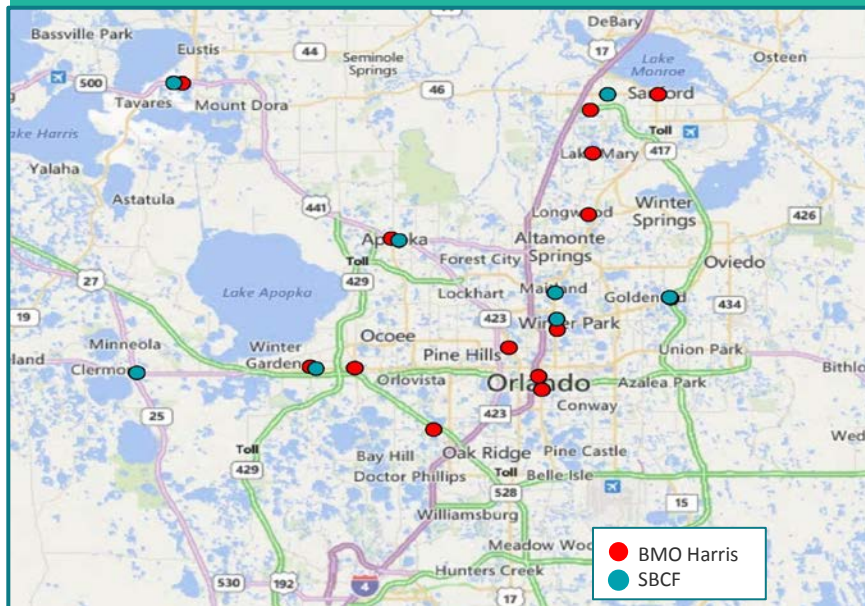 DeBary
Bassville Park
Eustis
17
44
Lake
Monroe
Osteen
Seminole
Springs
500
46
Sanford
Tavares
Mount Dora
Toll
417
Lake Harris
Lake Mary
Yalaha
Astatula
Winter
Springs
441
Longwood
426
Apopka
Altamonte
Springs
Toll
Forest City
Oviedo
27
429
Maitland
Lake Apopka
Lockhart
Goldenrod
434
19
423
Ocoee
Winter Park
Minneola
Winter
Garden
Pine Hills
Union Park
Clermont
Orlovista
Orlando
Azalea Park
25
423
Conway
Toll
Bay Hill
Oak Ridge
Pine Castle
429
Doctor Phillips
Toll
Belle Isle
528
15
Williamsburg
Meadow Woo
530
192
4
Hunters Creek
17
BMO Harris
SBCF